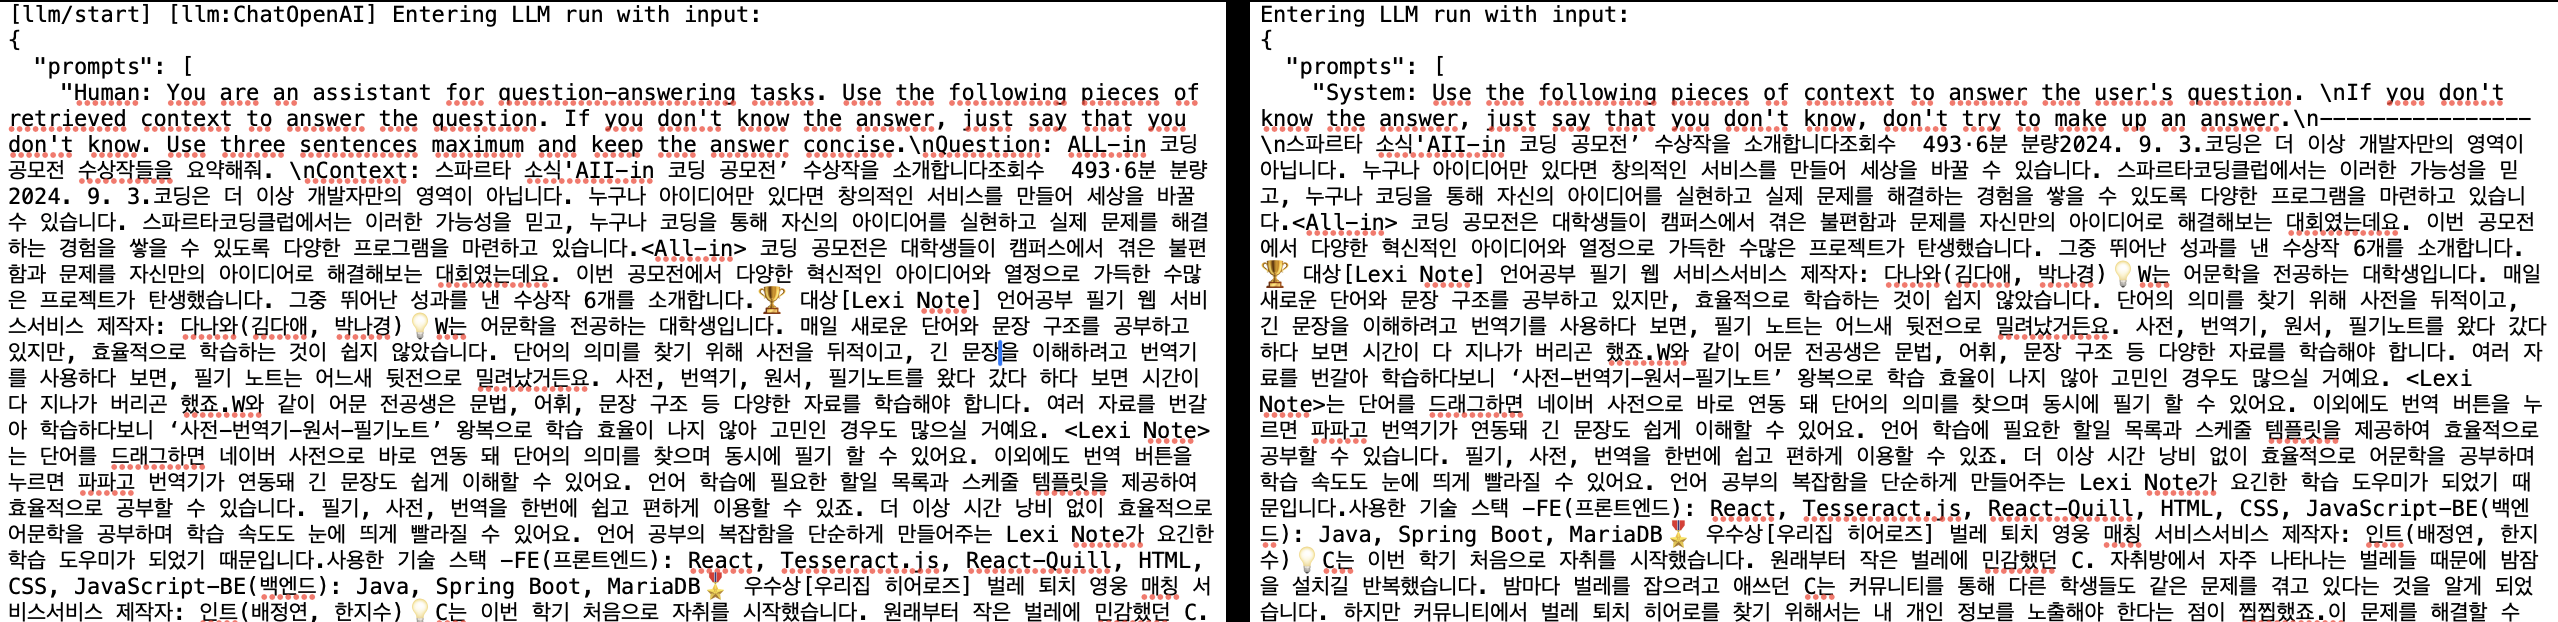 [llm/start] [llm:ChatOpenAI] Entering LLM run with input:
{
  "prompts": [
    "Human: You are an assistant for question-answering tasks. Use the following pieces of
retrieved context to answer the question. If you don't know the answer, just say that you
don't know. Use three sentences maximum and keep the answer concise.\nQuestion: ALL-in 코딩
공모전 수상작들을 요약해줘. \nContext: 스파르타 소식'AII-in 코딩 공모전’ 수상작을 소개합니다조회수  493·6분 분량
2024. 9. 3.코딩은 더 이상 개발자만의 영역이 아닙니다. 누구나 아이디어만 있다면 창의적인 서비스를 만들어 세상을 바꿀
수 있습니다. 스파르타코딩클럽에서는 이러한 가능성을 믿고, 누구나 코딩을 통해 자신의 아이디어를 실현하고 실제 문제를 해결
하는 경험을 쌓을 수 있도록 다양한 프로그램을 마련하고 있습니다.<All-in> 코딩 공모전은 대학생들이 캠퍼스에서 겪은 불편
함과 문제를 자신만의 아이디어로 해결해보는 대회였는데요. 이번 공모전에서 다양한 혁신적인 아이디어와 열정으로 가득한 수많
은 프로젝트가 탄생했습니다. 그중 뛰어난 성과를 낸 수상작 6개를 소개합니다.🏆 대상[Lexi Note] 언어공부 필기 웹 서비
스서비스 제작자: 다나와(김다애, 박나경)💡W는 어문학을 전공하는 대학생입니다. 매일 새로운 단어와 문장 구조를 공부하고
있지만, 효율적으로 학습하는 것이 쉽지 않았습니다. 단어의 의미를 찾기 위해 사전을 뒤적이고, 긴 문장을 이해하려고 번역기
를 사용하다 보면, 필기 노트는 어느새 뒷전으로 밀려났거든요. 사전, 번역기, 원서, 필기노트를 왔다 갔다 하다 보면 시간이
다 지나가 버리곤 했죠.W와 같이 어문 전공생은 문법, 어휘, 문장 구조 등 다양한 자료를 학습해야 합니다. 여러 자료를 번갈
아 학습하다보니 ‘사전-번역기-원서-필기노트’ 왕복으로 학습 효율이 나지 않아 고민인 경우도 많으실 거예요. <Lexi Note>
는 단어를 드래그하면 네이버 사전으로 바로 연동 돼 단어의 의미를 찾으며 동시에 필기 할 수 있어요. 이외에도 번역 버튼을
누르면 파파고 번역기가 연동돼 긴 문장도 쉽게 이해할 수 있어요. 언어 학습에 필요한 할일 목록과 스케줄 템플릿을 제공하여
효율적으로 공부할 수 있습니다. 필기, 사전, 번역을 한번에 쉽고 편하게 이용할 수 있죠. 더 이상 시간 낭비 없이 효율적으로
어문학을 공부하며 학습 속도도 눈에 띄게 빨라질 수 있어요. 언어 공부의 복잡함을 단순하게 만들어주는 Lexi Note가 요긴한
학습 도우미가 되었기 때문입니다.사용한 기술 스택 -FE(프론트엔드): React, Tesseract.js, React-Quill, HTML,
CSS, JavaScript-BE(백엔드): Java, Spring Boot, MariaDB🎖️ 우수상[우리집 히어로즈] 벌레 퇴치 영웅 매칭 서
비스서비스 제작자: 인트(배정연, 한지수)💡C는 이번 학기 처음으로 자취를 시작했습니다. 원래부터 작은 벌레에 민감했던 C.
Entering LLM run with input:
{
  "prompts": [
    "System: Use the following pieces of context to answer the user's question. \nIf you don't
know the answer, just say that you don't know, don't try to make up an answer.\n----------------
\n스파르타 소식'AII-in 코딩 공모전’ 수상작을 소개합니다조회수  493·6분 분량2024. 9. 3.코딩은 더 이상 개발자만의 영역이
아닙니다. 누구나 아이디어만 있다면 창의적인 서비스를 만들어 세상을 바꿀 수 있습니다. 스파르타코딩클럽에서는 이러한 가능성을 믿
고, 누구나 코딩을 통해 자신의 아이디어를 실현하고 실제 문제를 해결하는 경험을 쌓을 수 있도록 다양한 프로그램을 마련하고 있습니
다.<All-in> 코딩 공모전은 대학생들이 캠퍼스에서 겪은 불편함과 문제를 자신만의 아이디어로 해결해보는 대회였는데요. 이번 공모전
에서 다양한 혁신적인 아이디어와 열정으로 가득한 수많은 프로젝트가 탄생했습니다. 그중 뛰어난 성과를 낸 수상작 6개를 소개합니다.
🏆 대상[Lexi Note] 언어공부 필기 웹 서비스서비스 제작자: 다나와(김다애, 박나경)💡W는 어문학을 전공하는 대학생입니다. 매일
새로운 단어와 문장 구조를 공부하고 있지만, 효율적으로 학습하는 것이 쉽지 않았습니다. 단어의 의미를 찾기 위해 사전을 뒤적이고,
긴 문장을 이해하려고 번역기를 사용하다 보면, 필기 노트는 어느새 뒷전으로 밀려났거든요. 사전, 번역기, 원서, 필기노트를 왔다 갔다
하다 보면 시간이 다 지나가 버리곤 했죠.W와 같이 어문 전공생은 문법, 어휘, 문장 구조 등 다양한 자료를 학습해야 합니다. 여러 자
료를 번갈아 학습하다보니 ‘사전-번역기-원서-필기노트’ 왕복으로 학습 효율이 나지 않아 고민인 경우도 많으실 거예요. <Lexi
Note>는 단어를 드래그하면 네이버 사전으로 바로 연동 돼 단어의 의미를 찾으며 동시에 필기 할 수 있어요. 이외에도 번역 버튼을 누
르면 파파고 번역기가 연동돼 긴 문장도 쉽게 이해할 수 있어요. 언어 학습에 필요한 할일 목록과 스케줄 템플릿을 제공하여 효율적으로
공부할 수 있습니다. 필기, 사전, 번역을 한번에 쉽고 편하게 이용할 수 있죠. 더 이상 시간 낭비 없이 효율적으로 어문학을 공부하며
학습 속도도 눈에 띄게 빨라질 수 있어요. 언어 공부의 복잡함을 단순하게 만들어주는 Lexi Note가 요긴한 학습 도우미가 되었기 때
문입니다.사용한 기술 스택 -FE(프론트엔드): React, Tesseract.js, React-Quill, HTML, CSS, JavaScript-BE(백엔
드): Java, Spring Boot, MariaDB🎖️ 우수상[우리집 히어로즈] 벌레 퇴치 영웅 매칭 서비스서비스 제작자: 인트(배정연, 한지
수)💡C는 이번 학기 처음으로 자취를 시작했습니다. 원래부터 작은 벌레에 민감했던 C. 자취방에서 자주 나타나는 벌레들 때문에 밤잠
을 설치길 반복했습니다. 밤마다 벌레를 잡으려고 애쓰던 C는 커뮤니티를 통해 다른 학생들도 같은 문제를 겪고 있다는 것을 알게 되었
습니다. 하지만 커뮤니티에서 벌레 퇴치 히어로를 찾기 위해서는 내 개인 정보를 노출해야 한다는 점이 찝찝했죠.이 문제를 해결할 수